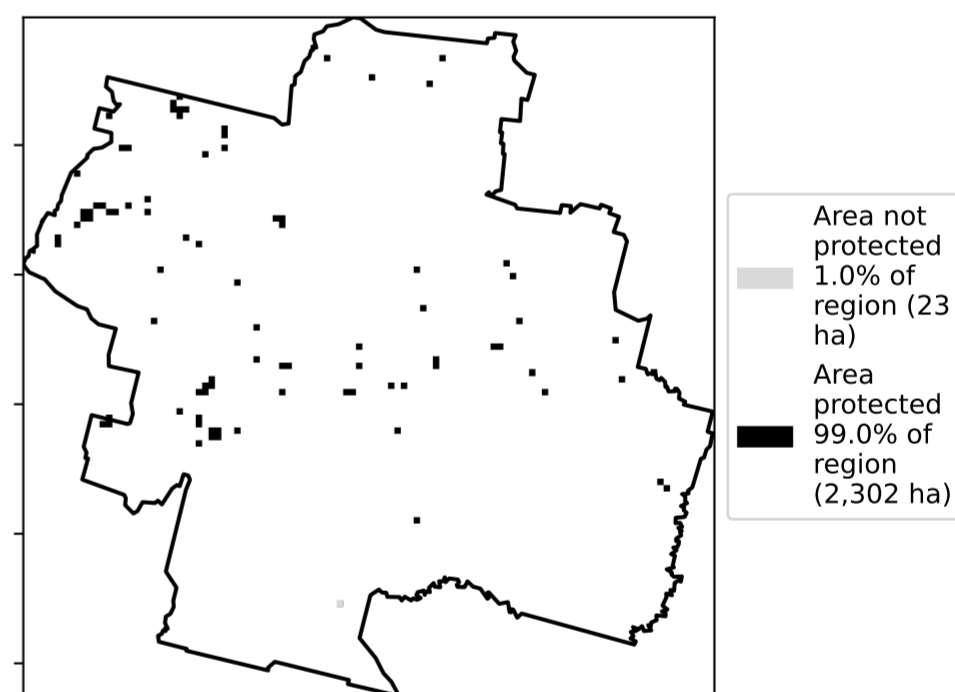 Area not
protected
1.0% of
region (23
ha)
Area
protected
99.0% of
region
(2,302 ha)